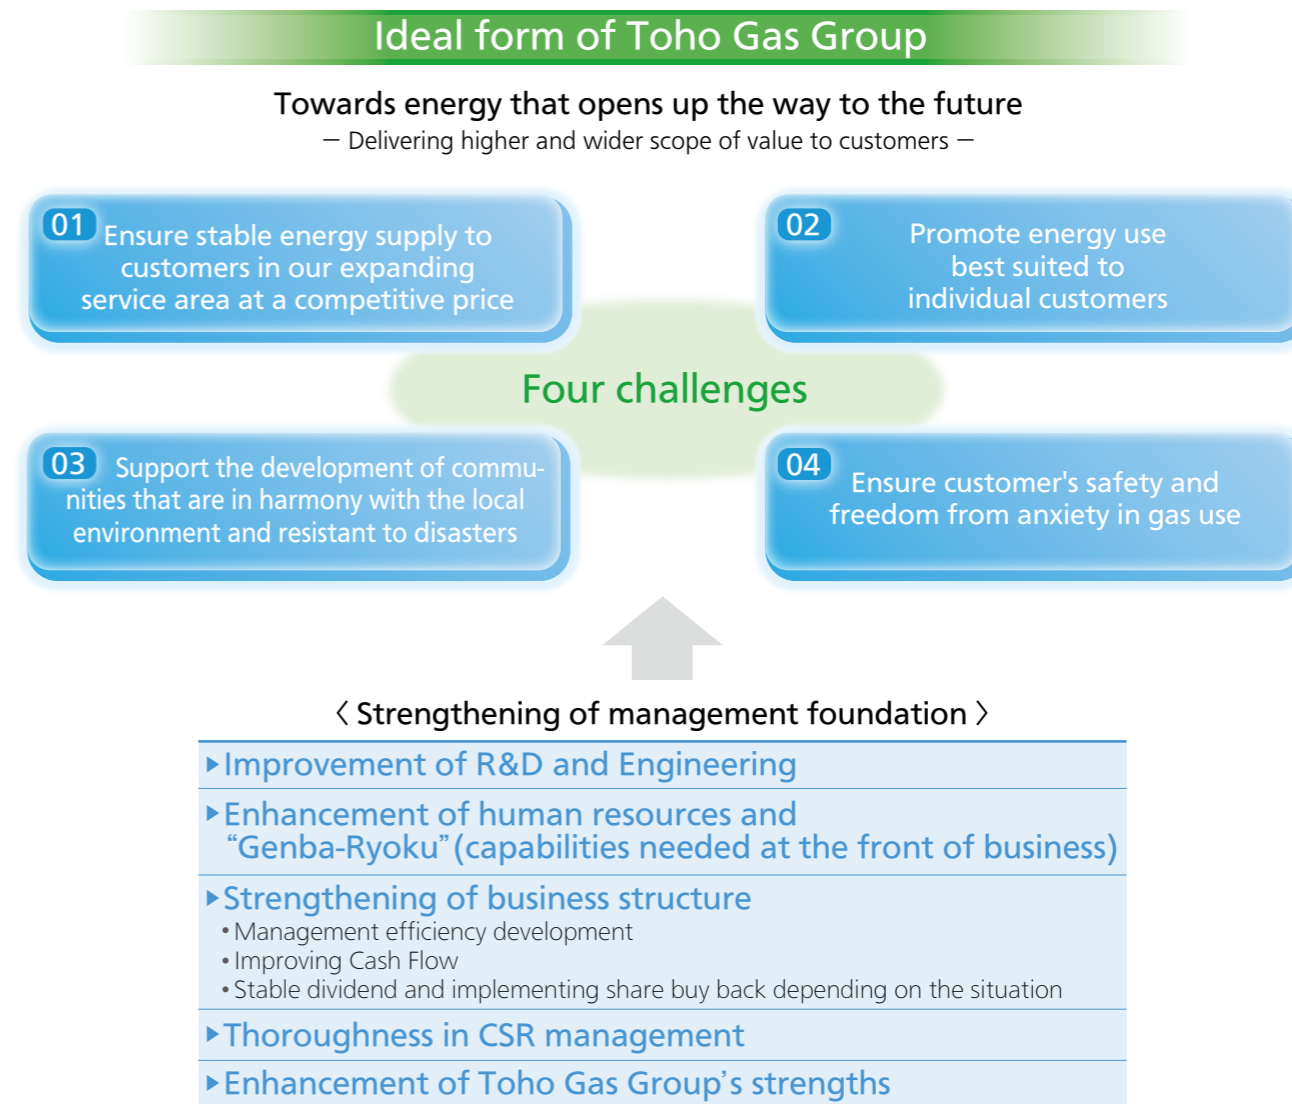 Ideal form of Toho Gas Group
Towards energy that opens up the way to the future
— Delivering higher and wider scope of value to customers —
01
Ensure stable energy supply to
customers in our expanding
service area at a competitive price
02
Promote energy use
best suited to
individual customers
Four challenges
03
Support the development of commu-
nities that are in harmony with the local
environment and resistant to disasters
04
Ensure customer's safety and
freedom from anxiety in gas use
〈 Strengthening of management foundation 〉
▶Improvement of R&D and Engineering
▶Enhancement of human resources and
“Genba-Ryoku” (capabilities needed at the front of business)
▶Strengthening of business structure
• Management efficiency development
• Improving Cash Flow
• Stable dividend and implementing share buy back depending on the situation
▶Thoroughness in CSR management
▶Enhancement of Toho Gas Group’s strengths